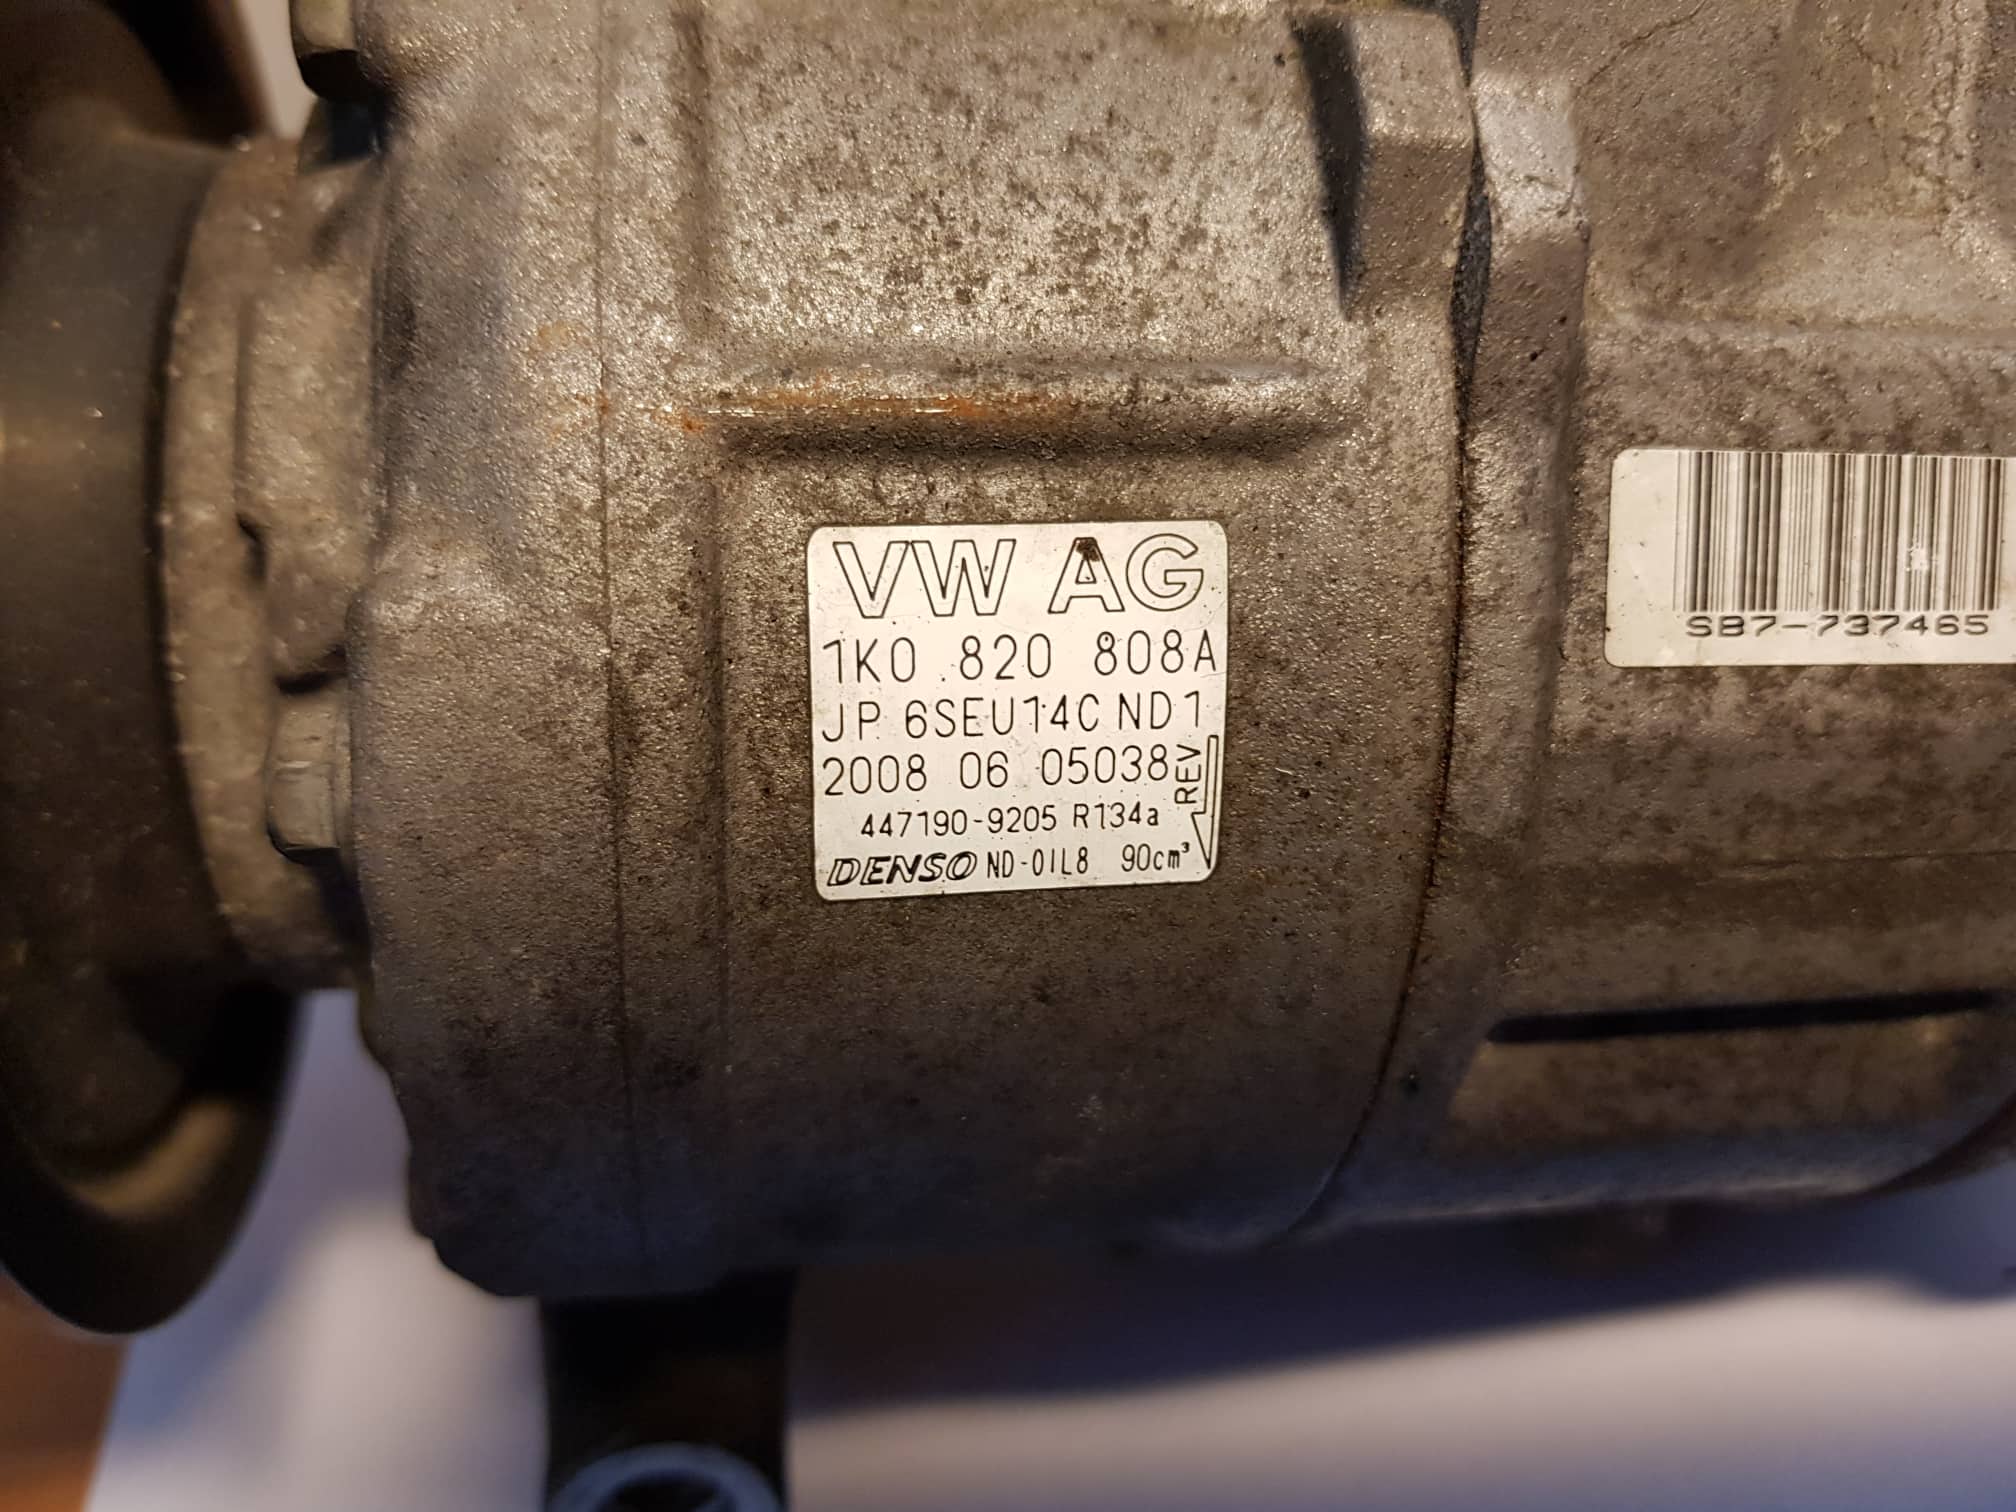 VW AG
1K0 820 808A
JP 6SEU14C ND1
2008 06 05038
REV
447190-9205 R134a
DENSO ND-OIL8 90cm³
SB7-737465